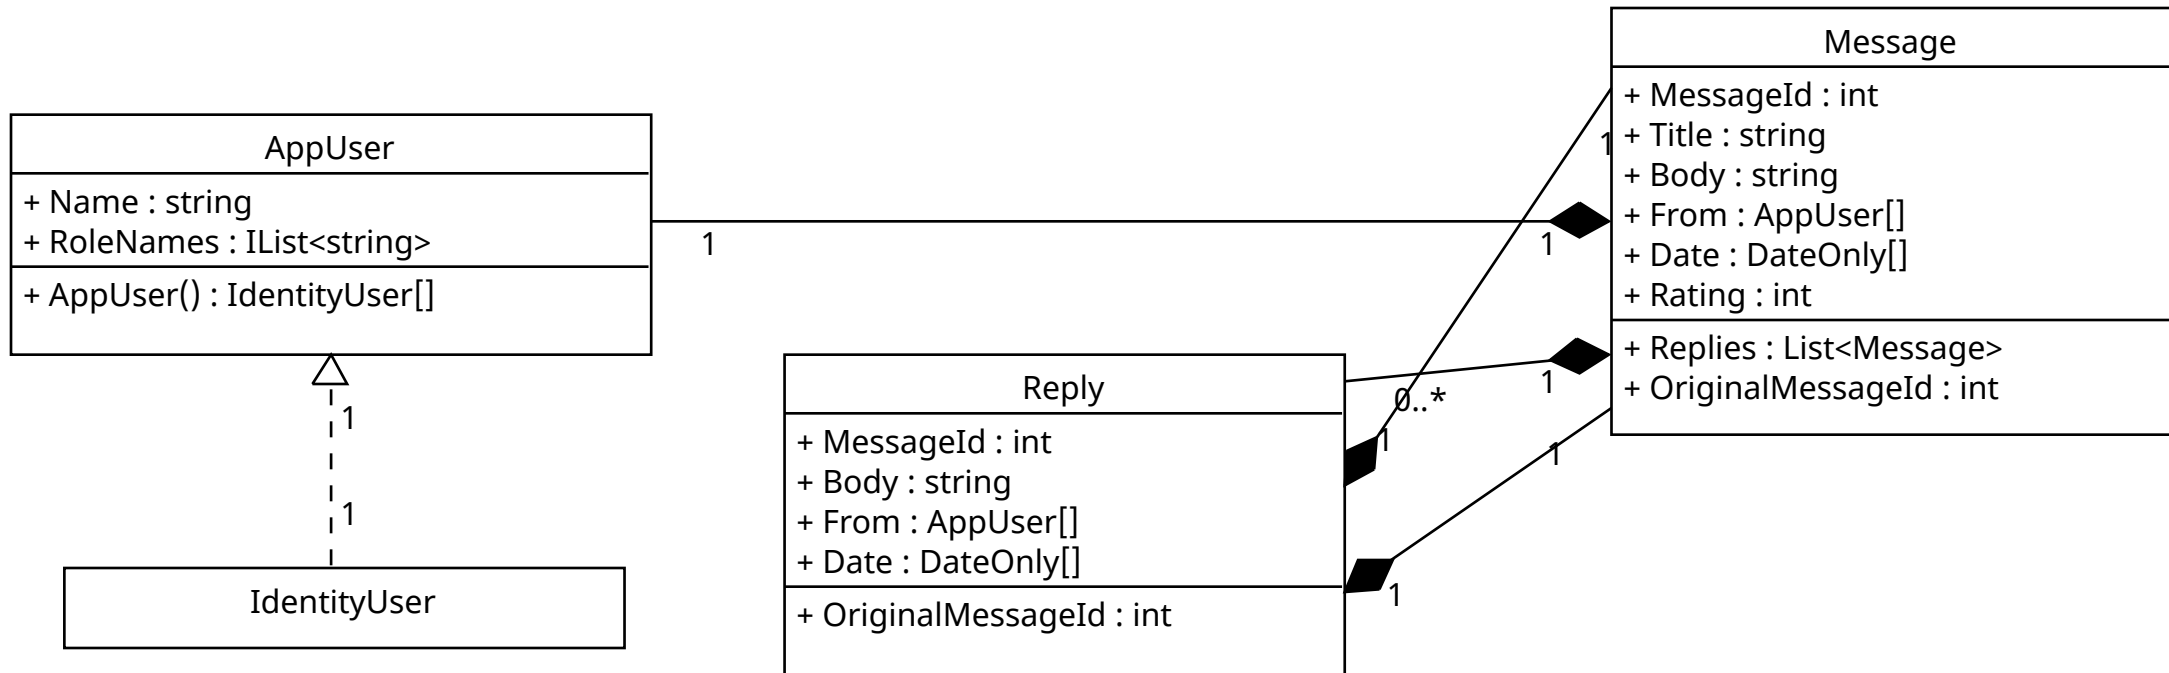 Message
+ MessageId : int
+ Title : string
+ Body : string
+ From : AppUser[]
+ Date : DateOnly[]
+ Rating : int
+ Replies : List<Message>
+ OriginalMessageId : int
AppUser
+ Name : string
+ RoleNames : IList<string>
+ AppUser() : IdentityUser[]
1
1
1
1
1
0..*
1
1
1
1
Reply
+ MessageId : int
+ Body : string
+ From : AppUser[]
+ Date : DateOnly[]
+ OriginalMessageId : int
1
IdentityUser